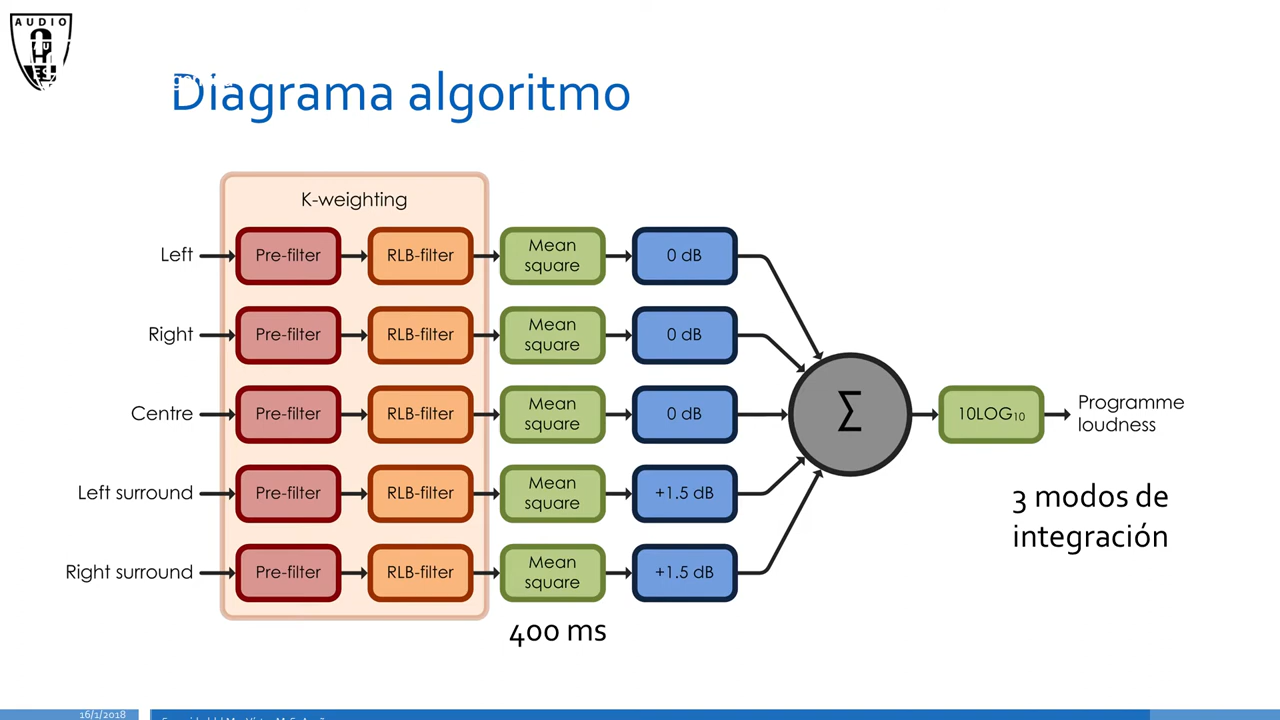 AUDIO
Diagrama algoritmo
K-weighting
Left
Pre-filter
RLB-filter
Mean
square
0 dB
Right
Pre-filter
RLB-filter
Mean
square
0 dB
Centre
Pre-filter
RLB-filter
Mean
square
0 dB
Left surround
Pre-filter
RLB-filter
Mean
square
+1.5 dB
Right surround
Pre-filter
RLB-filter
Mean
square
+1.5 dB
Σ
10LOG₁₀
Programme
loudness
3 modos de
integración
400 ms
16/1/2018